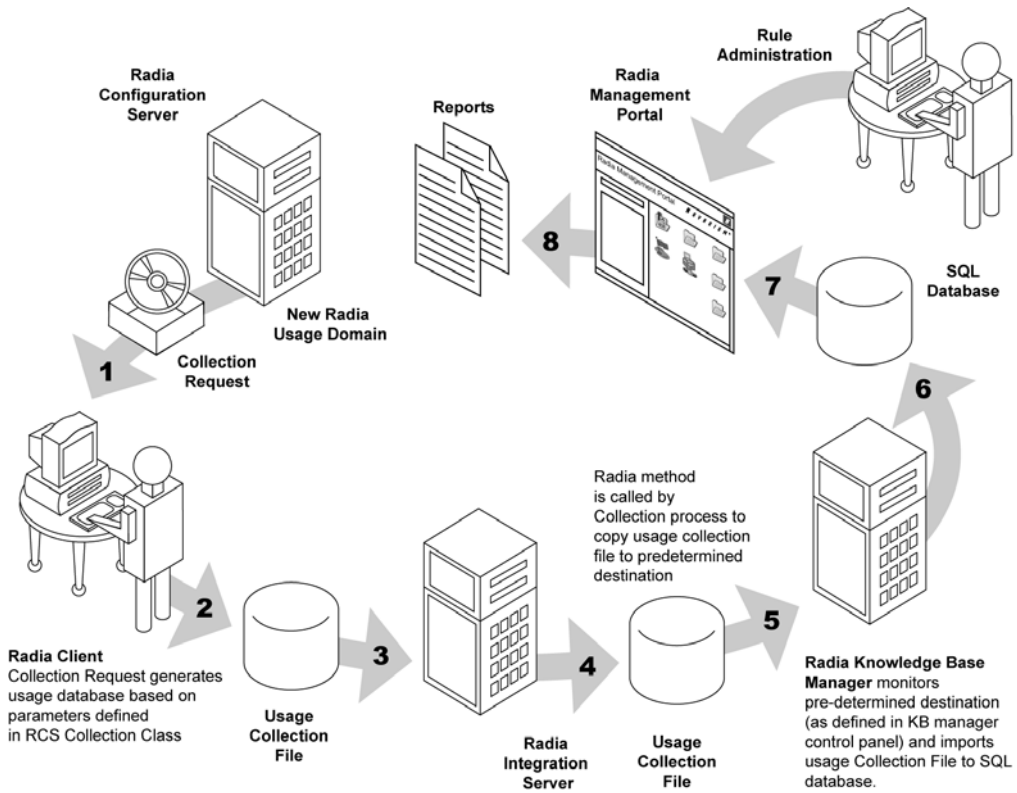 Rule
Administration
Radia
Configuration
Server
Radia
Management
Portal
Reports
Radia Management Portal
8
7
SQL
Database
New Radia
Usage Domain
Collection
Request
1
6
Radia method
is called by
Collection process to
copy usage collection
file to predetermined
destination
2
3
4
5
Radia Client
Collection Request generates
usage database based on
parameters defined
in RCS Collection Class
Usage
Collection
File
Radia
Integration
Server
Usage
Collection
File
Radia Knowledge Base
Manager monitors
pre-determined destination
(as defined in KB manager
control panel) and imports
usage Collection File to SQL
database.